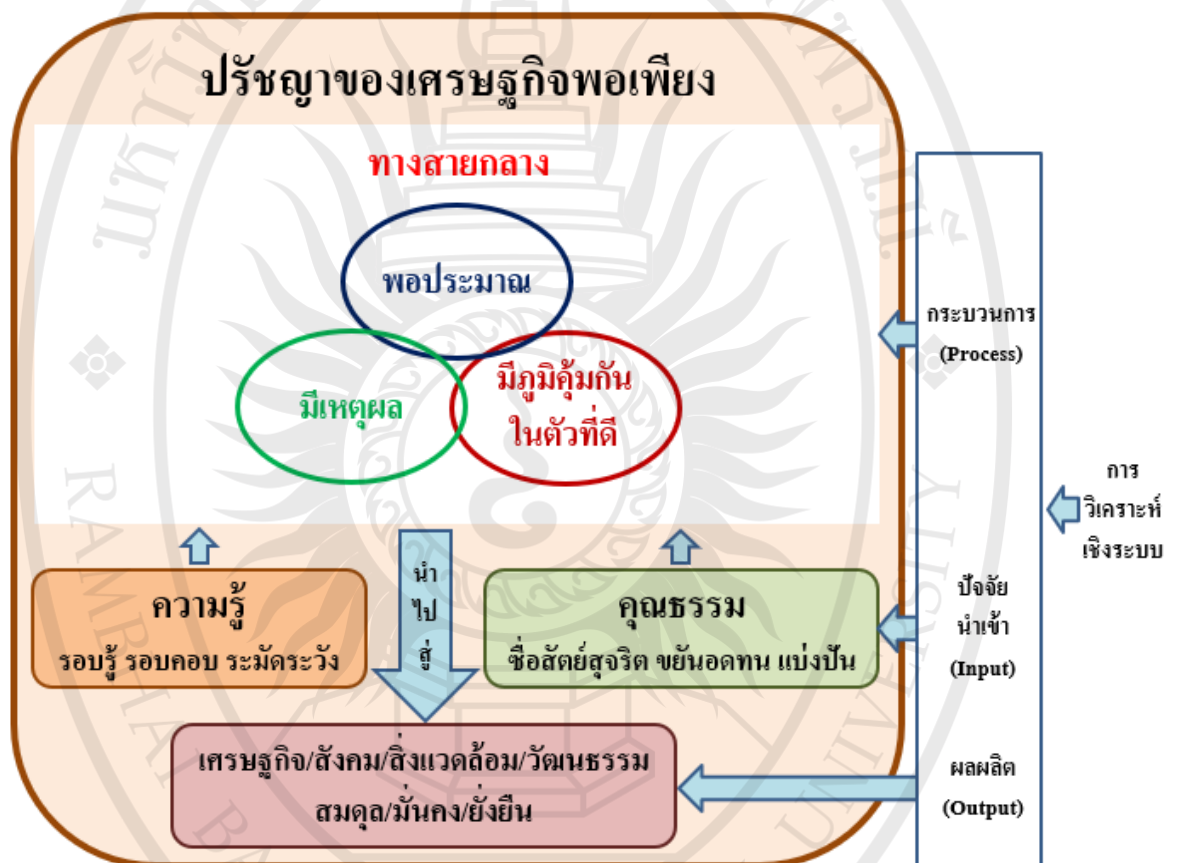 ปรัชญาของเศรษฐกิจพอเพียง
ทางสายกลาง
พอประมาณ
มีเหตุผล
มีภูมิคุ้มกัน
ในตัวที่ดี
ความรู้
รอบรู้ รอบคอบ ระมัดระวัง
นำ
ไป
สู่
คุณธรรม
ซื่อสัตย์สุจริต ขยันอดทน แบ่งปัน
เศรษฐกิจ/สังคม/สิ่งแวดล้อม/วัฒนธรรม
สมดุล/มั่นคง/ยั่งยืน
กระบวนการ
(Process)
ปัจจัย
นำเข้า
(Input)
ผลผลิต
(Output)
การ
วิเคราะห์
เชิงระบบ
UNIVERSITY